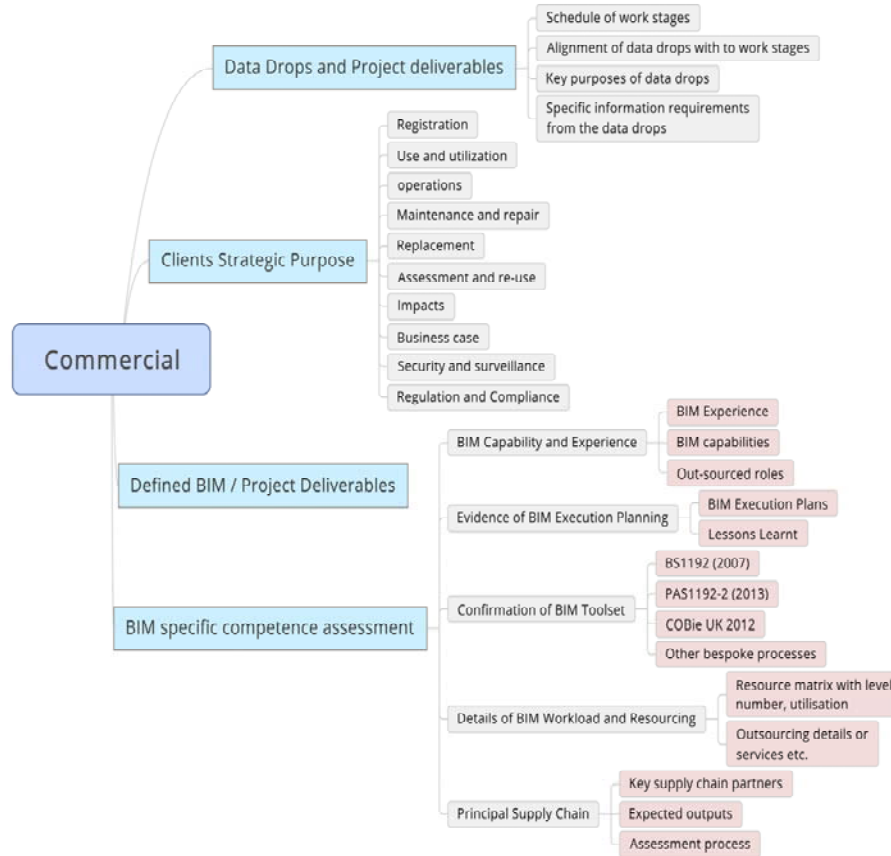 Schedule of work stages
Data Drops and Project deliverables
Alignment of data drops with to work stages
Key purposes of data drops
Specific information requirements
from the data drops
Registration
Use and utilization
operations
Maintenance and repair
Clients Strategic Purpose
Replacement
Assessment and re-use
Impacts
Business case
Security and surveillance
Regulation and Compliance
Commercial
Defined BIM / Project Deliverables
BIM specific competence assessment
BIM Capability and Experience
BIM Experience
BIM capabilities
Out-sourced roles
Evidence of BIM Execution Planning
BIM Execution Plans
Lessons Learnt
Confirmation of BIM Toolset
BS1192 (2007)
PAS1192-2 (2013)
COBie UK 2012
Other bespoke processes
Details of BIM Workload and Resourcing
Resource matrix with level
number, utilisation
Outsourcing details or
services etc.
Principal Supply Chain
Key supply chain partners
Expected outputs
Assessment process